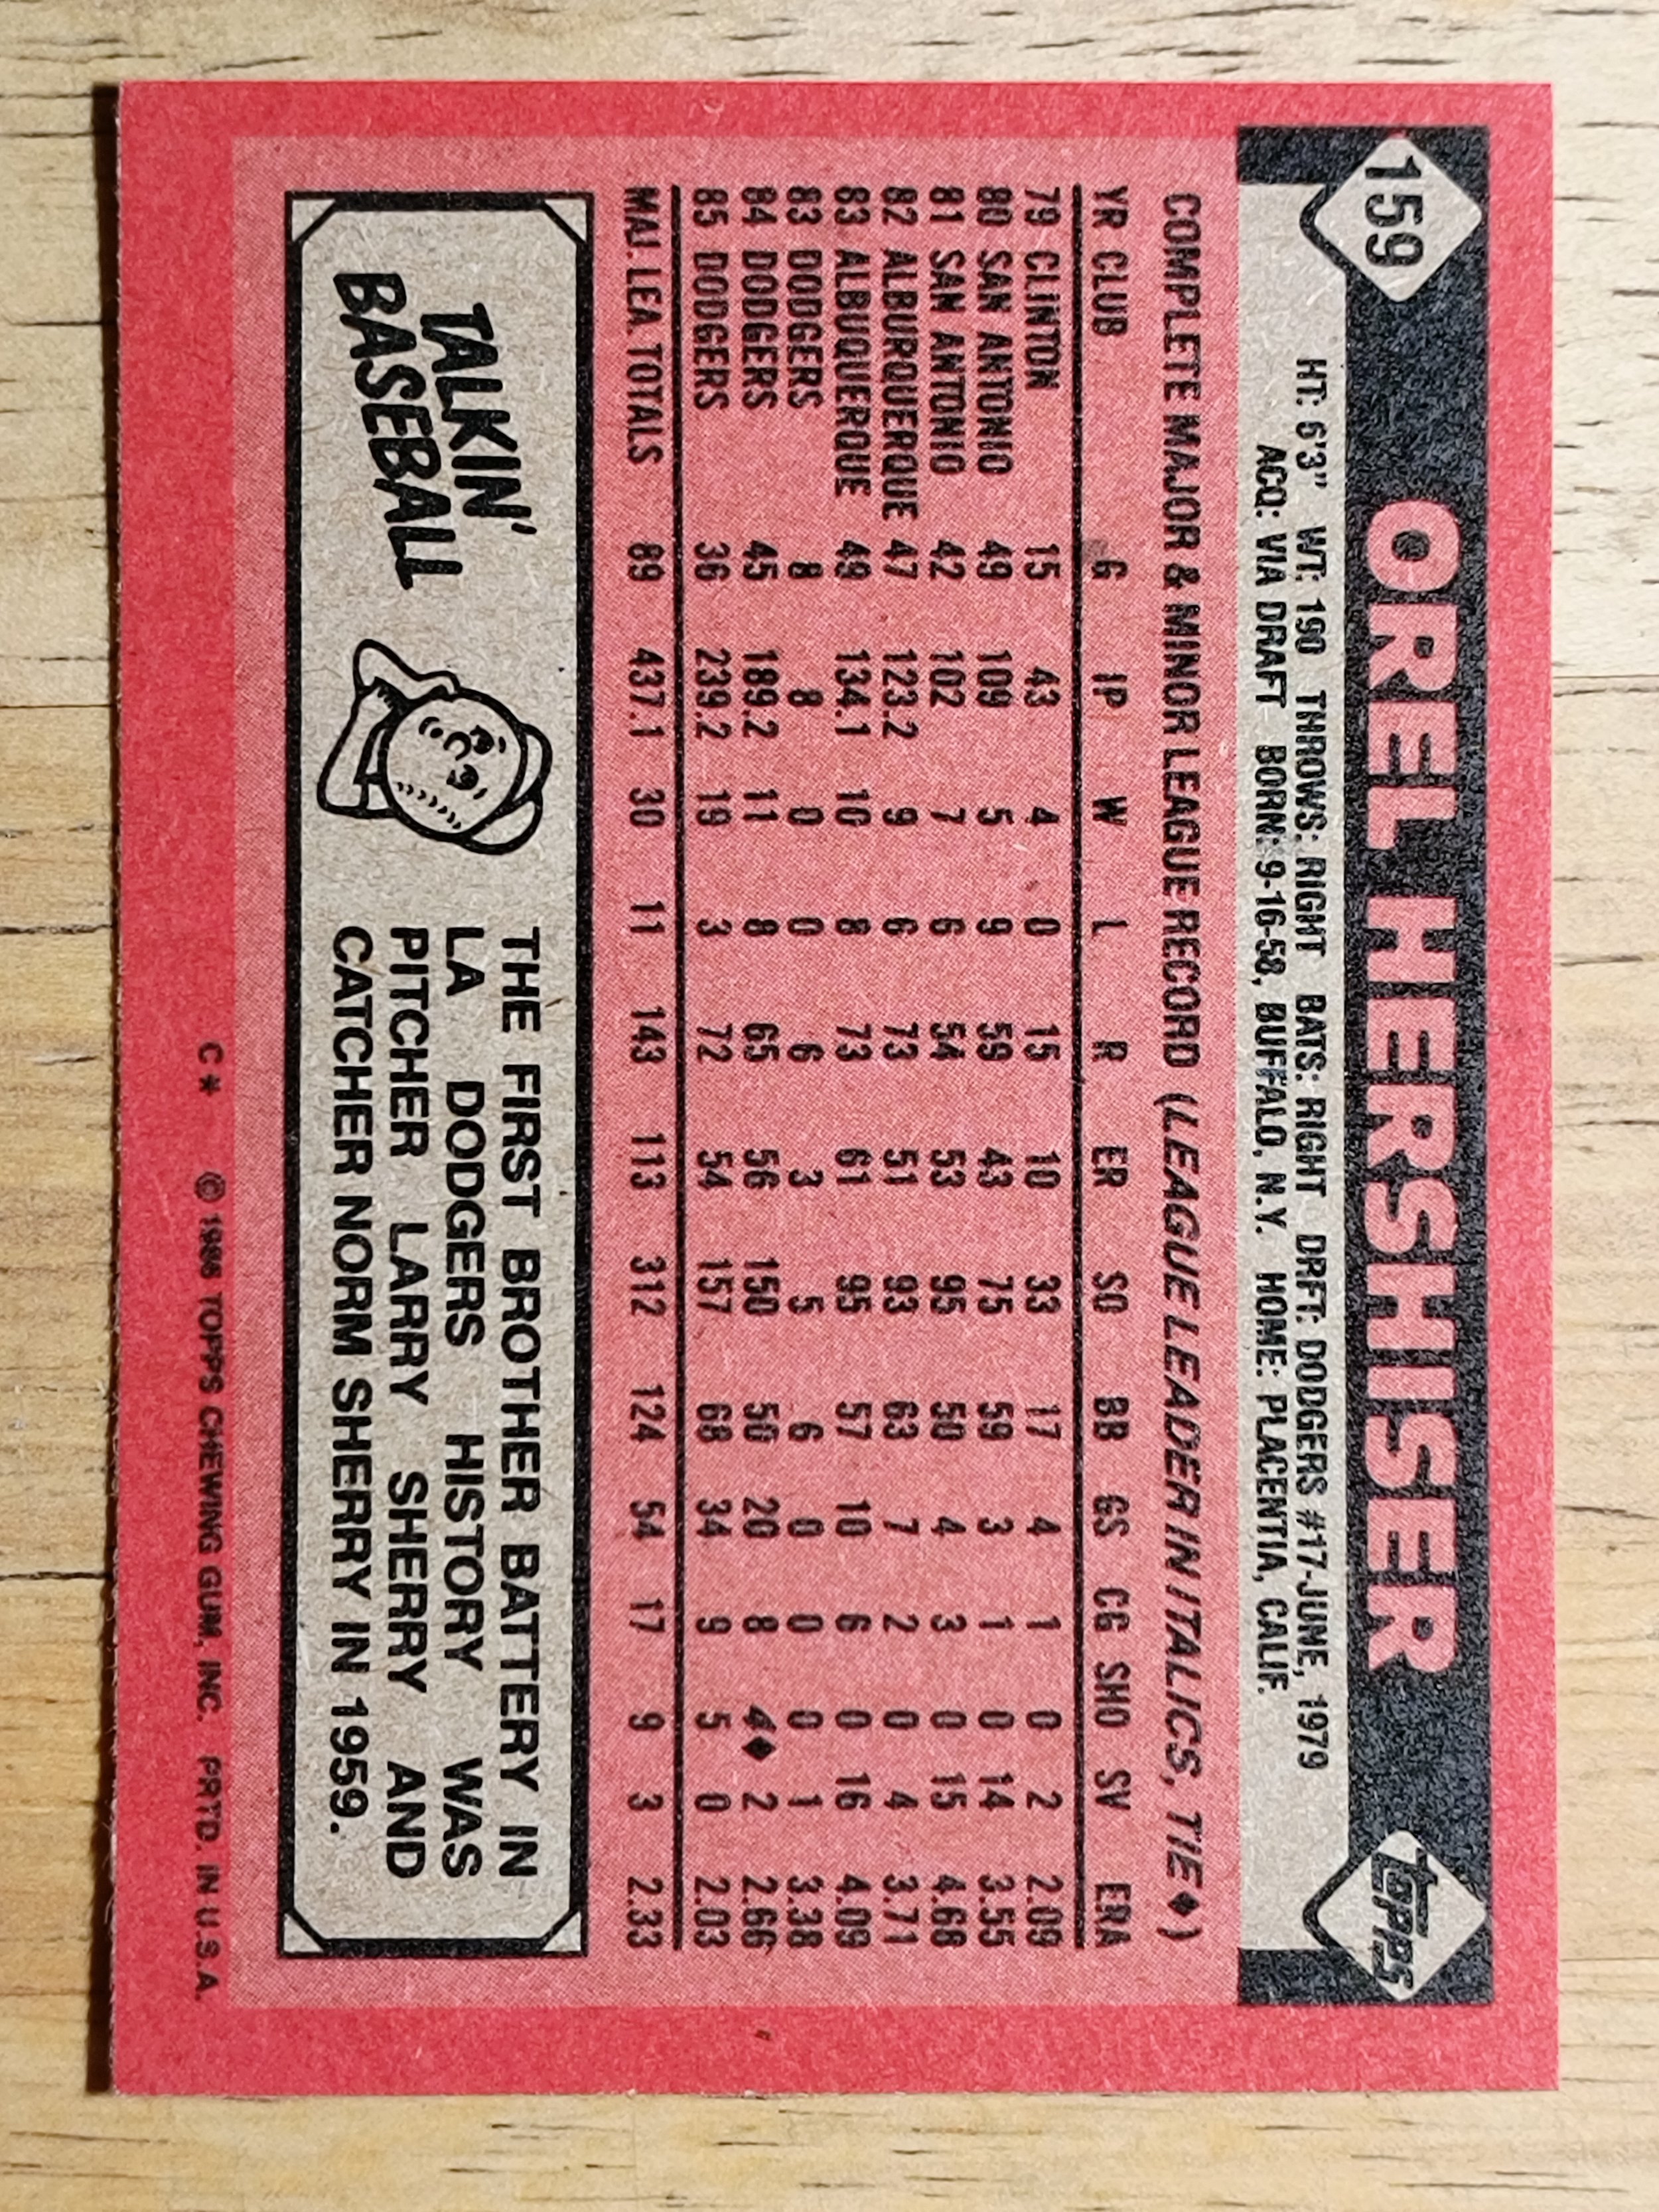 159
OREL HERSHISER
topps
HT: 6'3" WT: 190 THROWS: RIGHT BATS: RIGHT DRFT: DODGERS #17-JUNE, 1979
ACQ: VIA DRAFT BORN: 9-16-58, BUFFALO, N.Y. HOME: PLACENTIA, CALIF.
COMPLETE MAJOR & MINOR LEAGUE RECORD (LEAGUE LEADER IN ITALICS, TIE♦)
YR CLUB G IP W L R ER SO BB GS CG SHO SV ERA
79 CLINTON 15 43 4 0 15 10 33 17 4 1 0 2 2.09
80 SAN ANTONIO 49 109 5 9 59 43 75 59 3 1 0 14 3.55
81 SAN ANTONIO 42 102 7 6 54 53 95 50 4 3 0 15 4.68
82 ALBURQUERQUE 47 123.2 9 6 73 51 93 63 7 2 0 4 3.71
83 ALBUQUERQUE 49 134.1 10 8 73 61 95 57 10 6 0 16 4.09
83 DODGERS 8 8 0 0 6 3 5 6 0 0 0 1 3.38
84 DODGERS 45 189.2 11 8 65 56 150 50 20 8 4♦ 2 2.66
85 DODGERS 36 239.2 19 3 72 54 157 68 34 9 5 0 2.03
MAJ. LEA. TOTALS 89 437.1 30 11 143 113 312 124 54 17 9 3 2.33
TALKIN'
BASEBALL
THE FIRST BROTHER BATTERY IN
LA DODGERS HISTORY WAS
PITCHER LARRY SHERRY AND
CATCHER NORM SHERRY IN 1959.
C* © 1986 TOPPS CHEWING GUM, INC. PRTD. IN U.S.A.